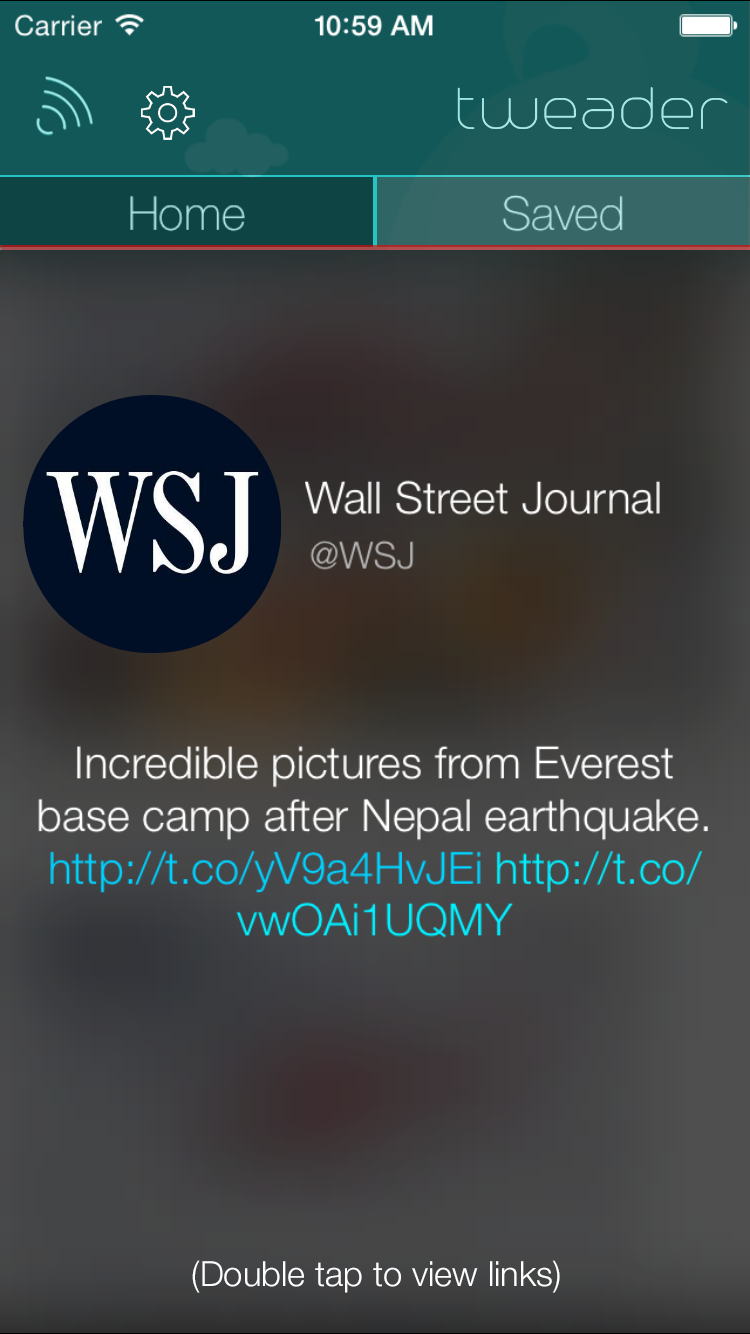 Carrier 10:59 AM
tweader
Home Saved
WSJ
Wall Street Journal
@WSJ
Incredible pictures from Everest
base camp after Nepal earthquake.
http://t.co/yV9a4HvJEi http://t.co/
vwOAi1UQMY
(Double tap to view links)